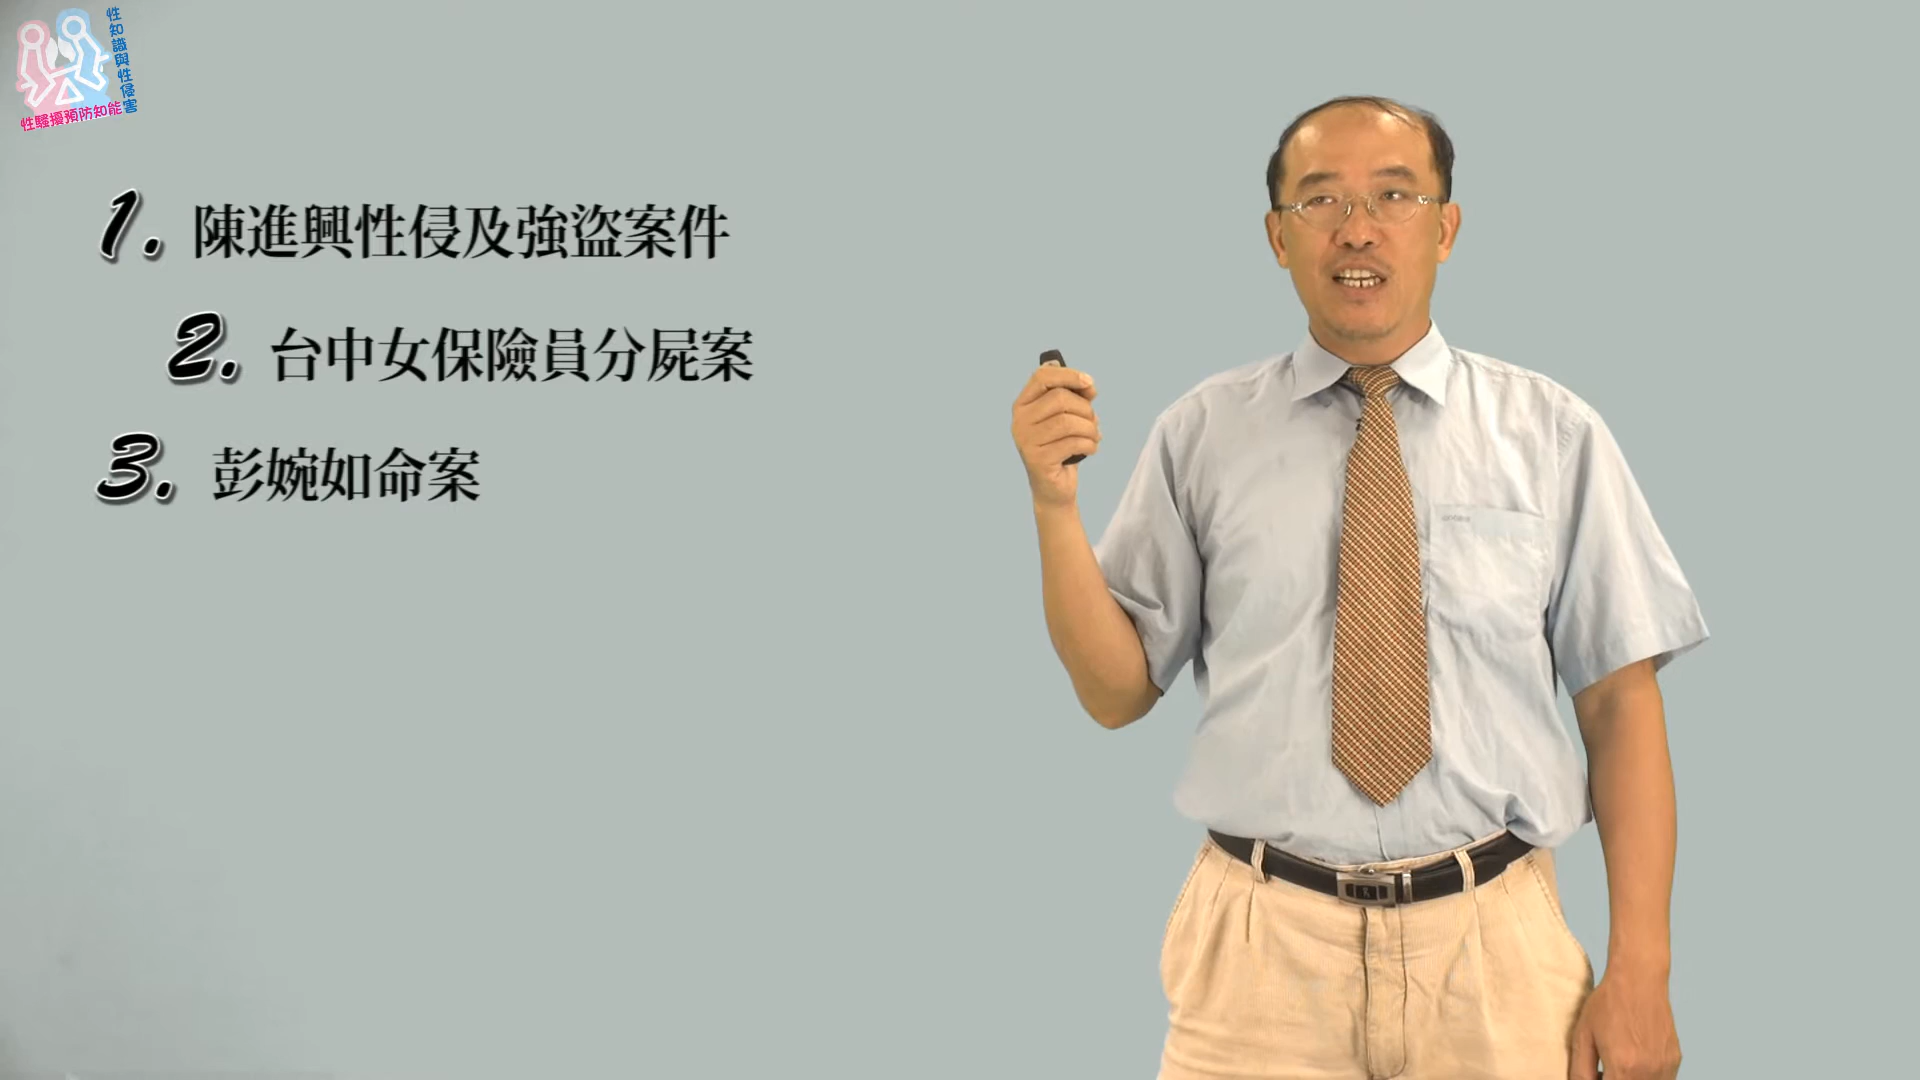 性知識與性侵害
性騷擾預防知能
1. 陳進興性侵及強盜案件
2. 台中女保險員分屍案
3. 彭婉如命案